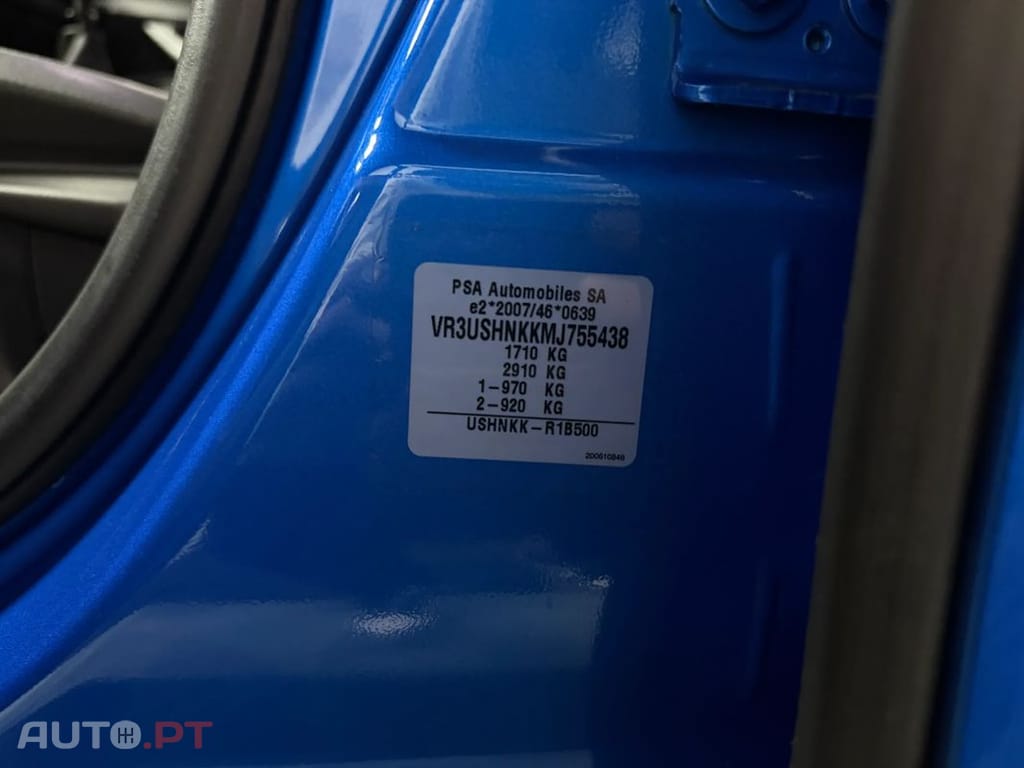 PSA Automobiles SA
e2*2007/46*0639
VR3USHNKKMJ755438
1710 KG
2910 KG
1-970 KG
2-920 KG
USHNKK-R1B500
200610846
AUTO.PT